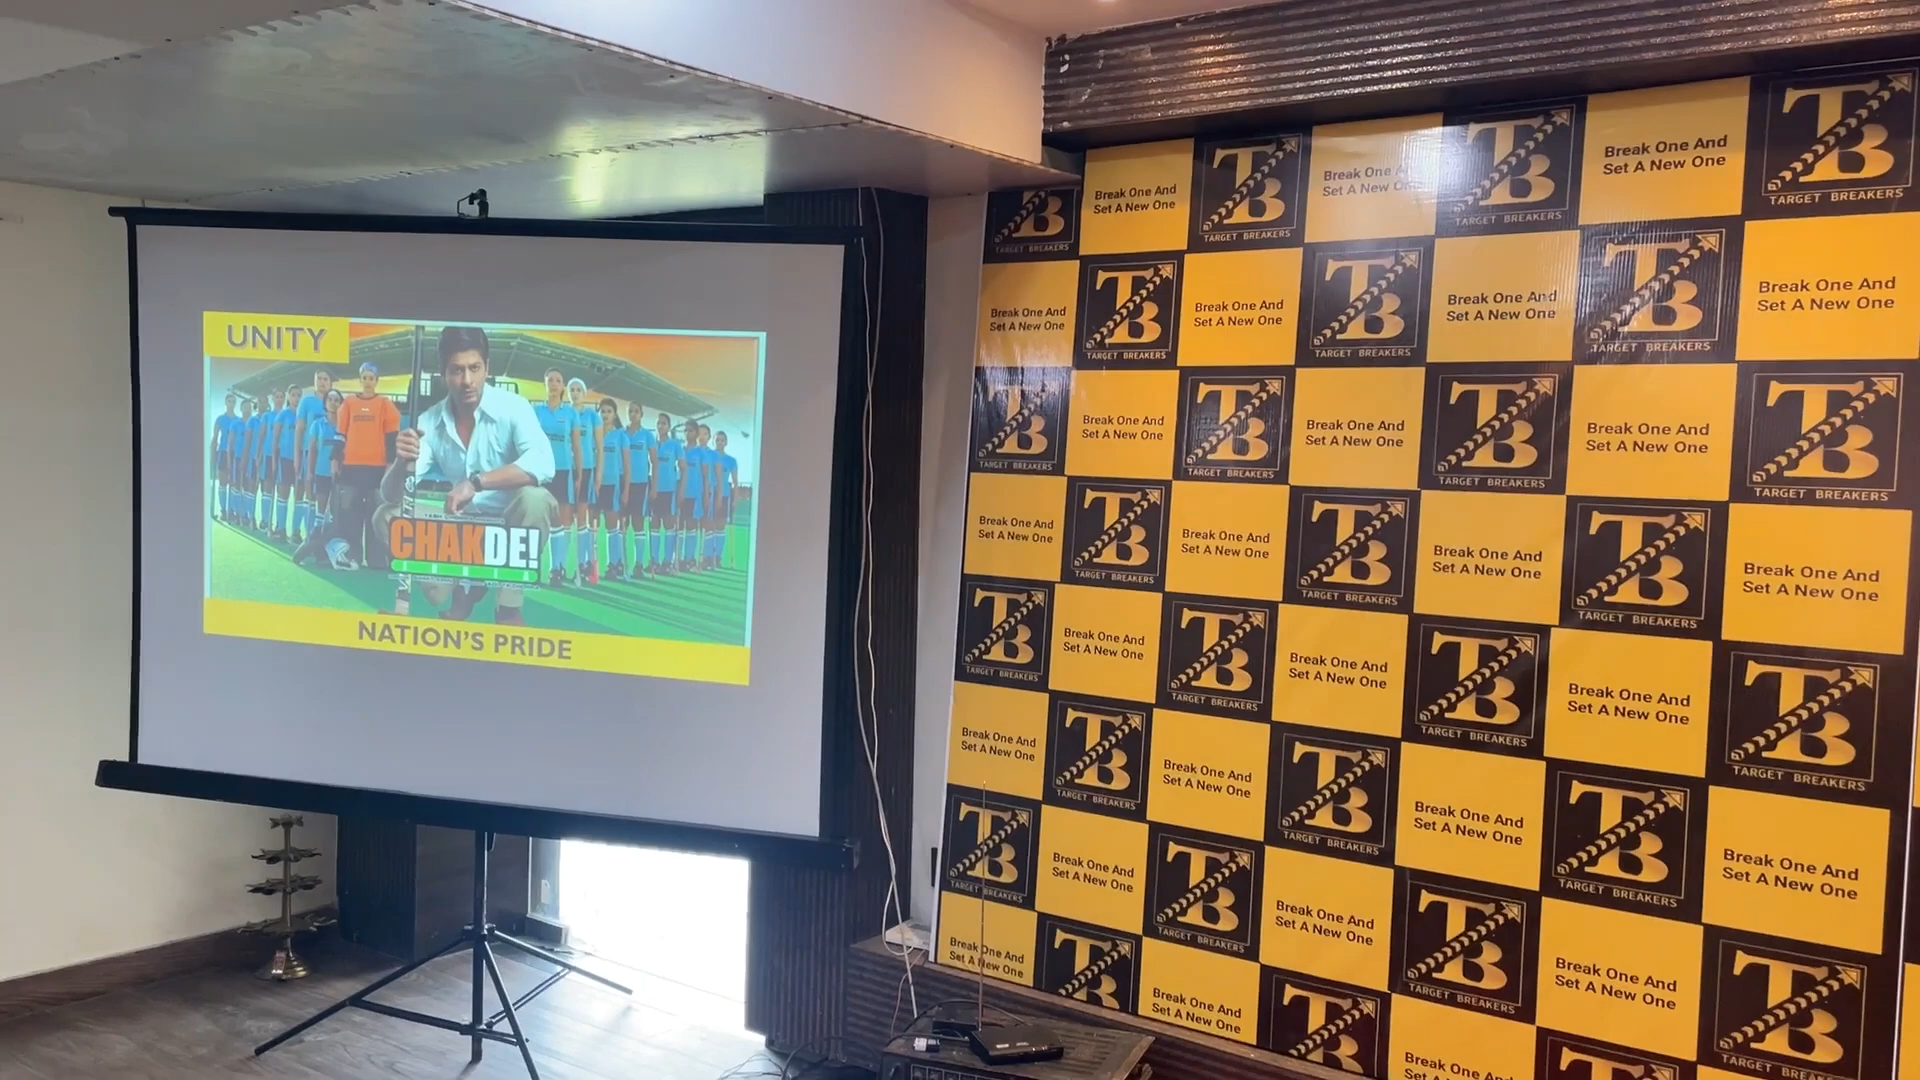 UNITY
CHAK DE!
NATION'S PRIDE
TB
TARGET BREAKERS
Break One And
Set A New One